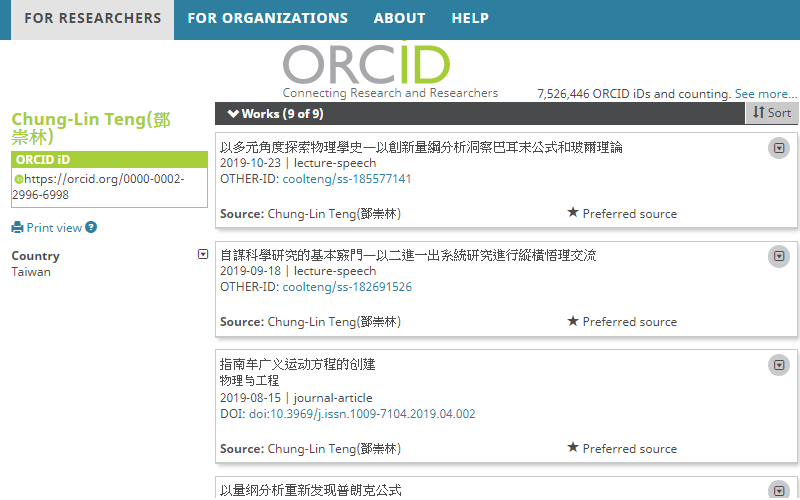 FOR RESEARCHERS FOR ORGANIZATIONS ABOUT HELP
ORCID
Connecting Research and Researchers
7,526,446 ORCID iDs and counting. See more...
Chung-Lin Teng(鄧
崇林)
ORCID iD
https://orcid.org/0000-0002-
2996-6998
Print view
Country
Taiwan
Works (9 of 9)
Sort
以多元角度探索物理學史—以創新量綱分析洞察巴耳末公式和玻爾理論
2019-10-23 | lecture-speech
OTHER-ID: coolteng/ss-185577141
Source: Chung-Lin Teng(鄧崇林)
Preferred source
自謀科學研究的基本竅門—以二進一出系統研究進行縱橫悟理交流
2019-09-18 | lecture-speech
OTHER-ID: coolteng/ss-182691526
Source: Chung-Lin Teng(鄧崇林)
Preferred source
指南车广义运动方程的创建
物理与工程
2019-08-15 | journal-article
DOI: doi:10.3969/j.issn.1009-7104.2019.04.002
Source: Chung-Lin Teng(鄧崇林)
Preferred source
以量纲分析重新发现普朗克公式